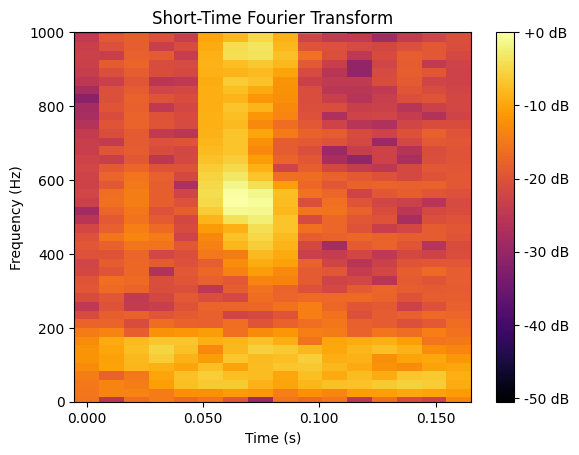 Short-Time Fourier Transform
1000
800
600
400
200
0
Frequency (Hz)
0.000
0.050
0.100
0.150
Time (s)
+0 dB
-10 dB
-20 dB
-30 dB
-40 dB
-50 dB